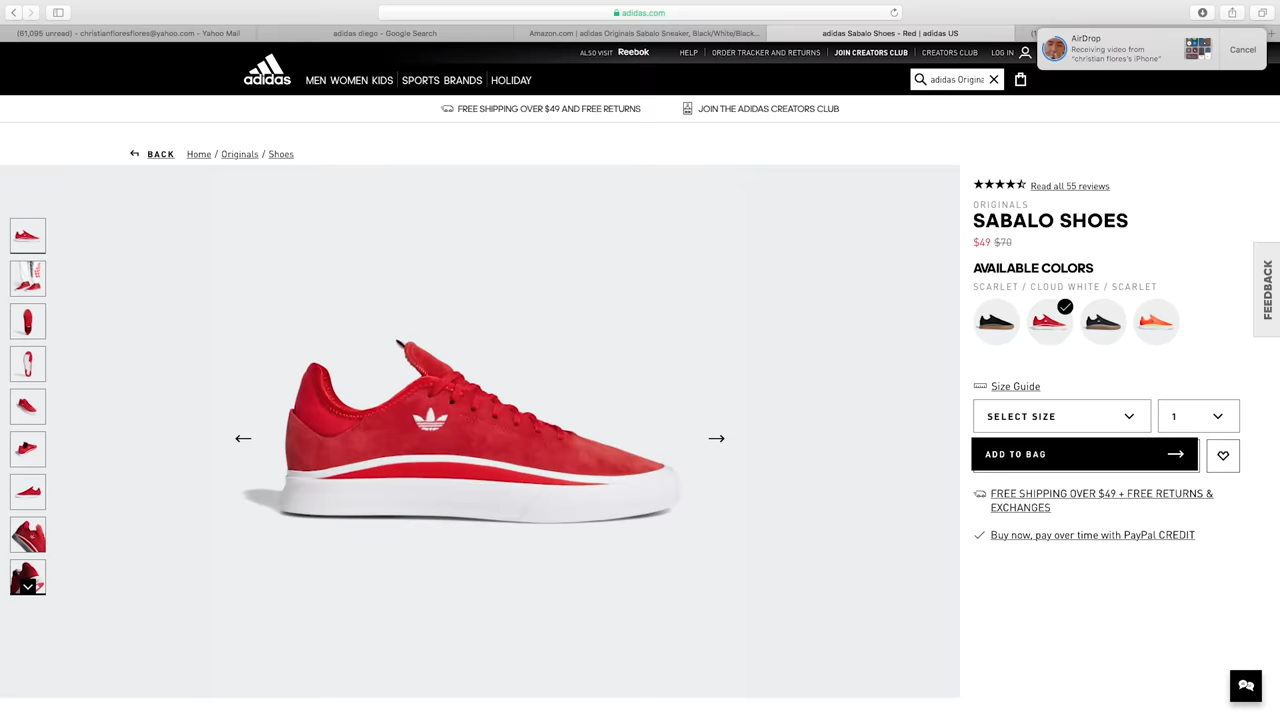 adidas.com
(61,095 unread) - christianfloresflores@yahoo.com - Yahoo Mail
adidas diego - Google Search
Amazon.com | adidas Originals Sabalo Sneaker, Black/White/Black...
adidas Sabalo Shoes - Red | adidas US
AirDrop
Receiving video from
"christian flores's iPhone"
Cancel
ALSO VISIT Reebok
HELP
ORDER TRACKER AND RETURNS
JOIN CREATORS CLUB
CREATORS CLUB
LOG IN
adidas
MEN WOMEN KIDS
SPORTS BRANDS
HOLIDAY
adidas Origina
FREE SHIPPING OVER $49 AND FREE RETURNS
JOIN THE ADIDAS CREATORS CLUB
BACK
Home / Originals / Shoes
Read all 55 reviews
ORIGINALS
SABALO SHOES
$49 $70
AVAILABLE COLORS
SCARLET / CLOUD WHITE / SCARLET
Size Guide
SELECT SIZE
1
ADD TO BAG
FREE SHIPPING OVER $49 + FREE RETURNS &
EXCHANGES
Buy now, pay over time with PayPal CREDIT
FEEDBACK